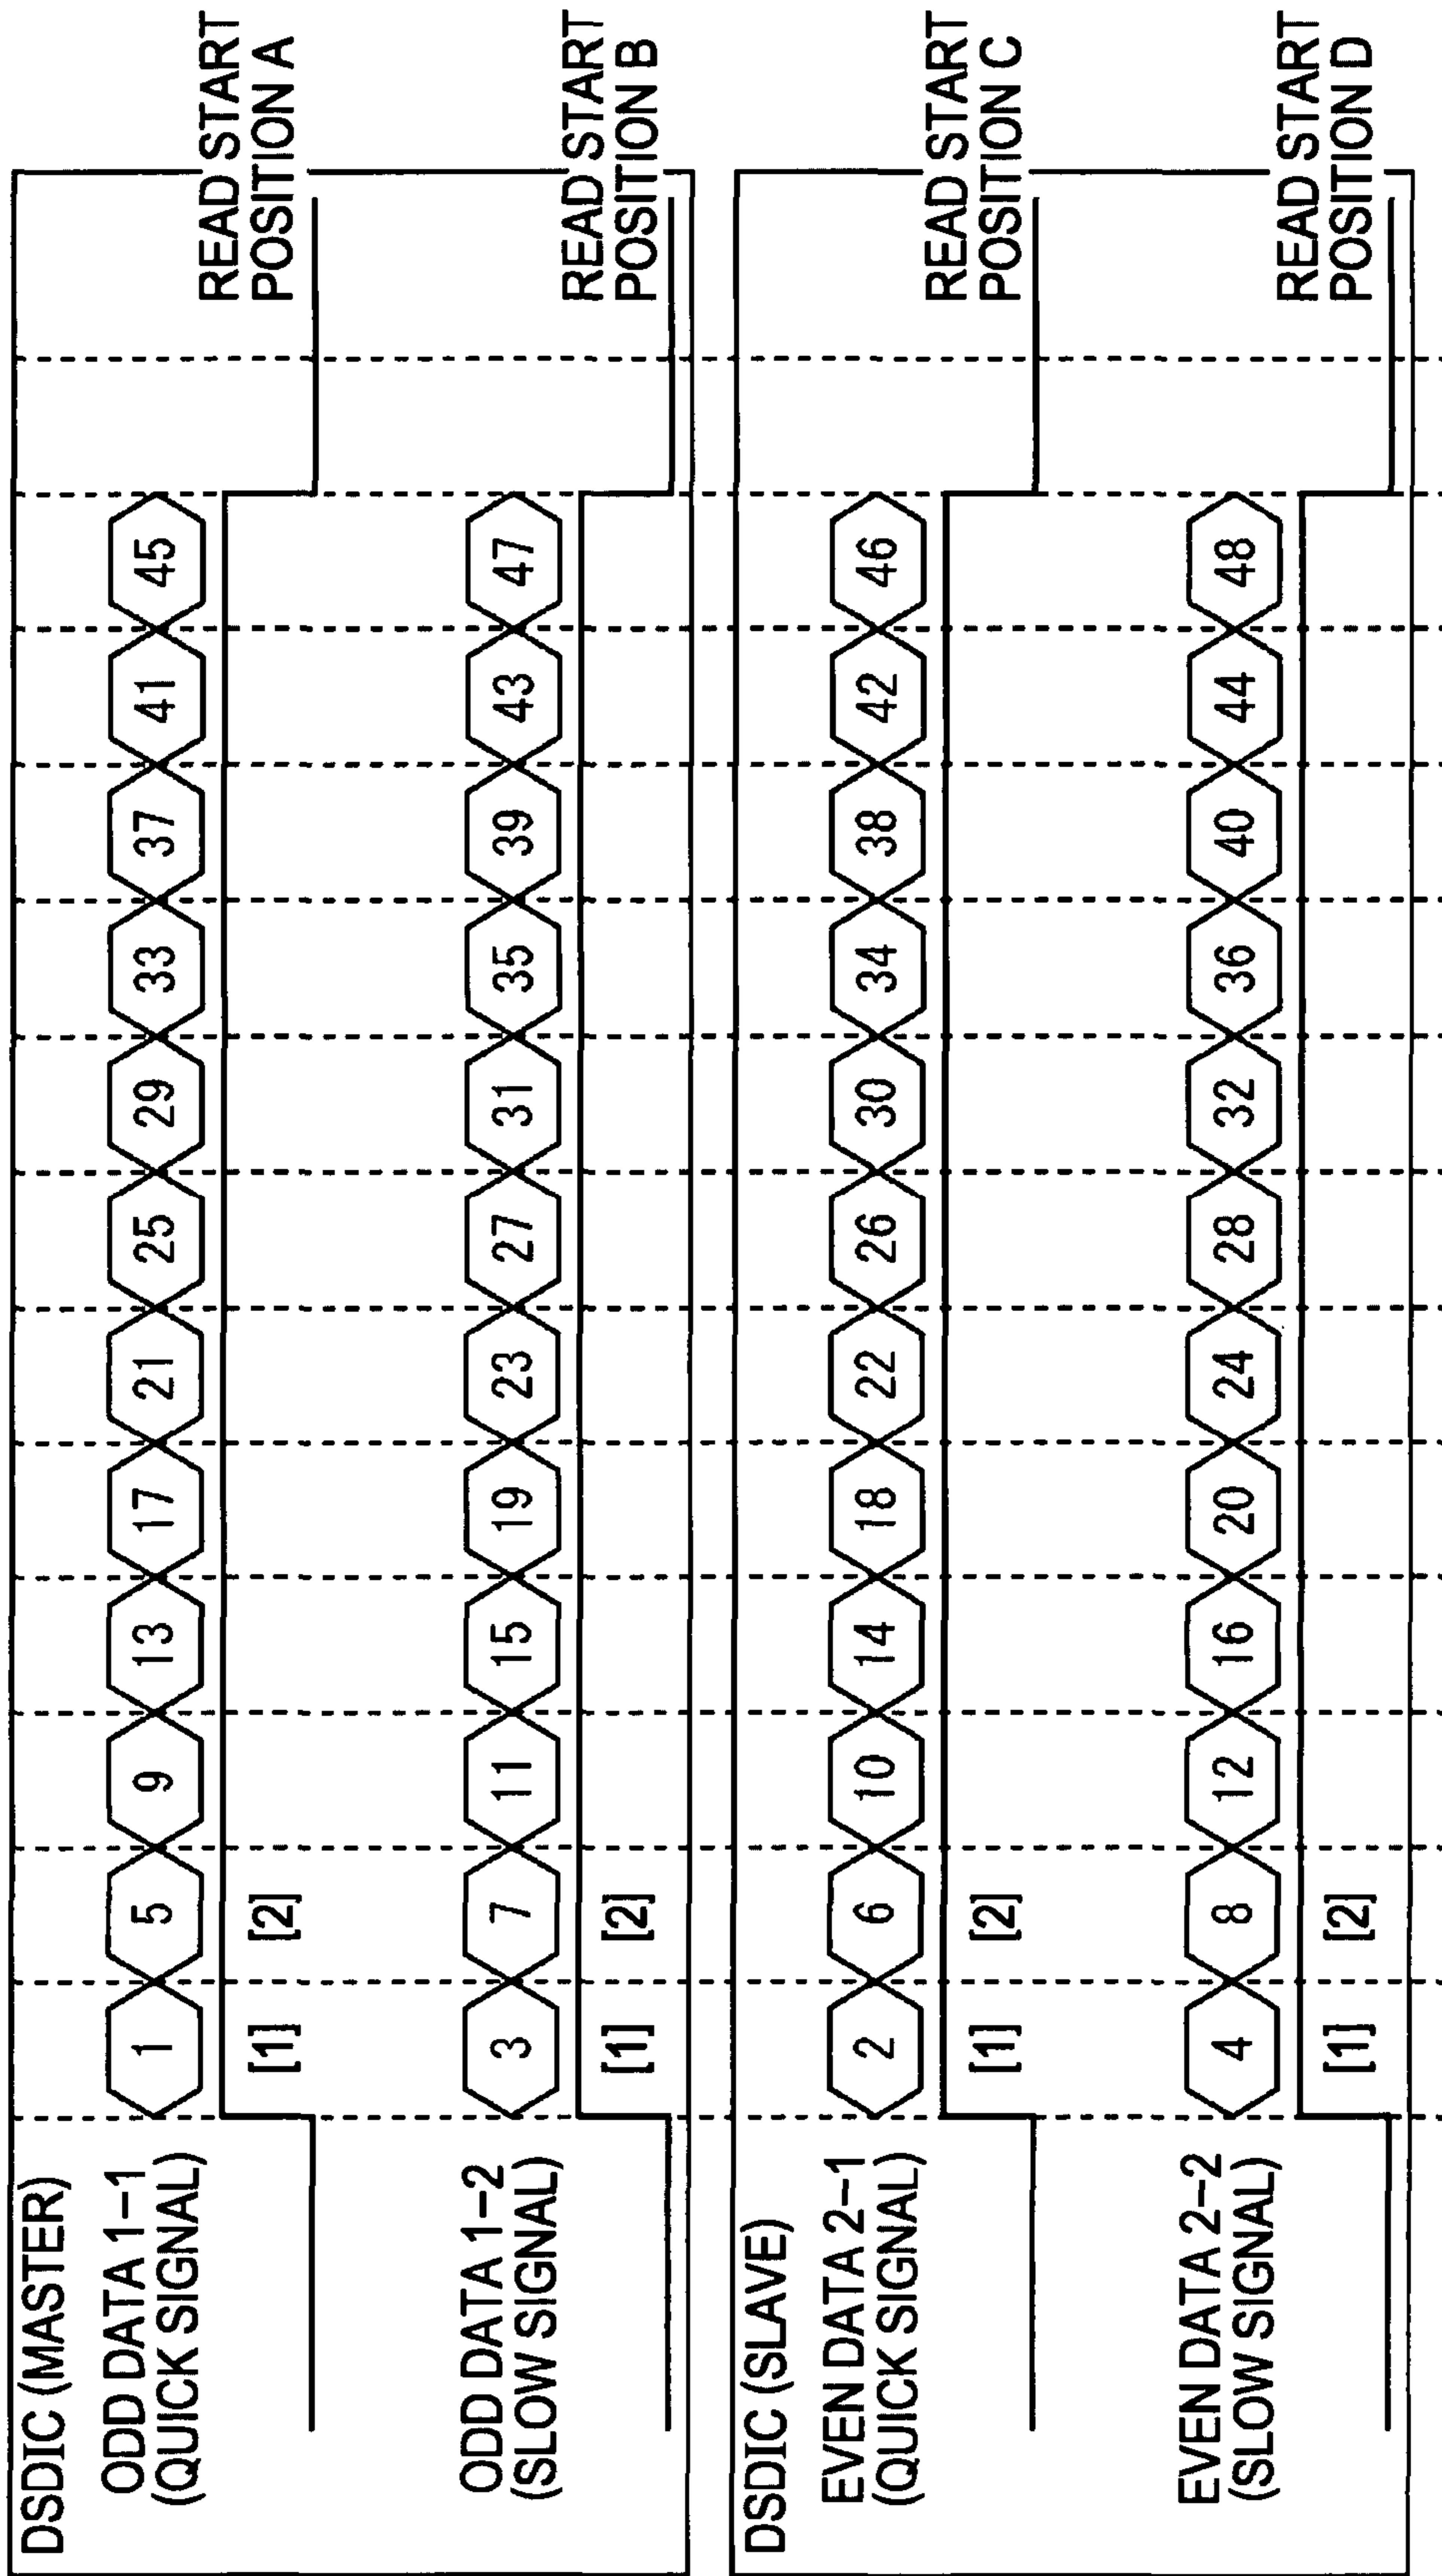 DSDIC (MASTER)
ODD DATA 1-1
(QUICK SIGNAL)
1 5 9 13 17 21 25 29 33 37 41 45
[1] [2]
READ START
POSITION A
ODD DATA 1-2
(SLOW SIGNAL)
3 7 11 15 19 23 27 31 35 39 43 47
[1] [2]
READ START
POSITION B
DSDIC (SLAVE)
EVEN DATA 2-1
(QUICK SIGNAL)
2 6 10 14 18 22 26 30 34 38 42 46
[1] [2]
READ START
POSITION C
EVEN DATA 2-2
(SLOW SIGNAL)
4 8 12 16 20 24 28 32 36 40 44 48
[1] [2]
READ START
POSITION D